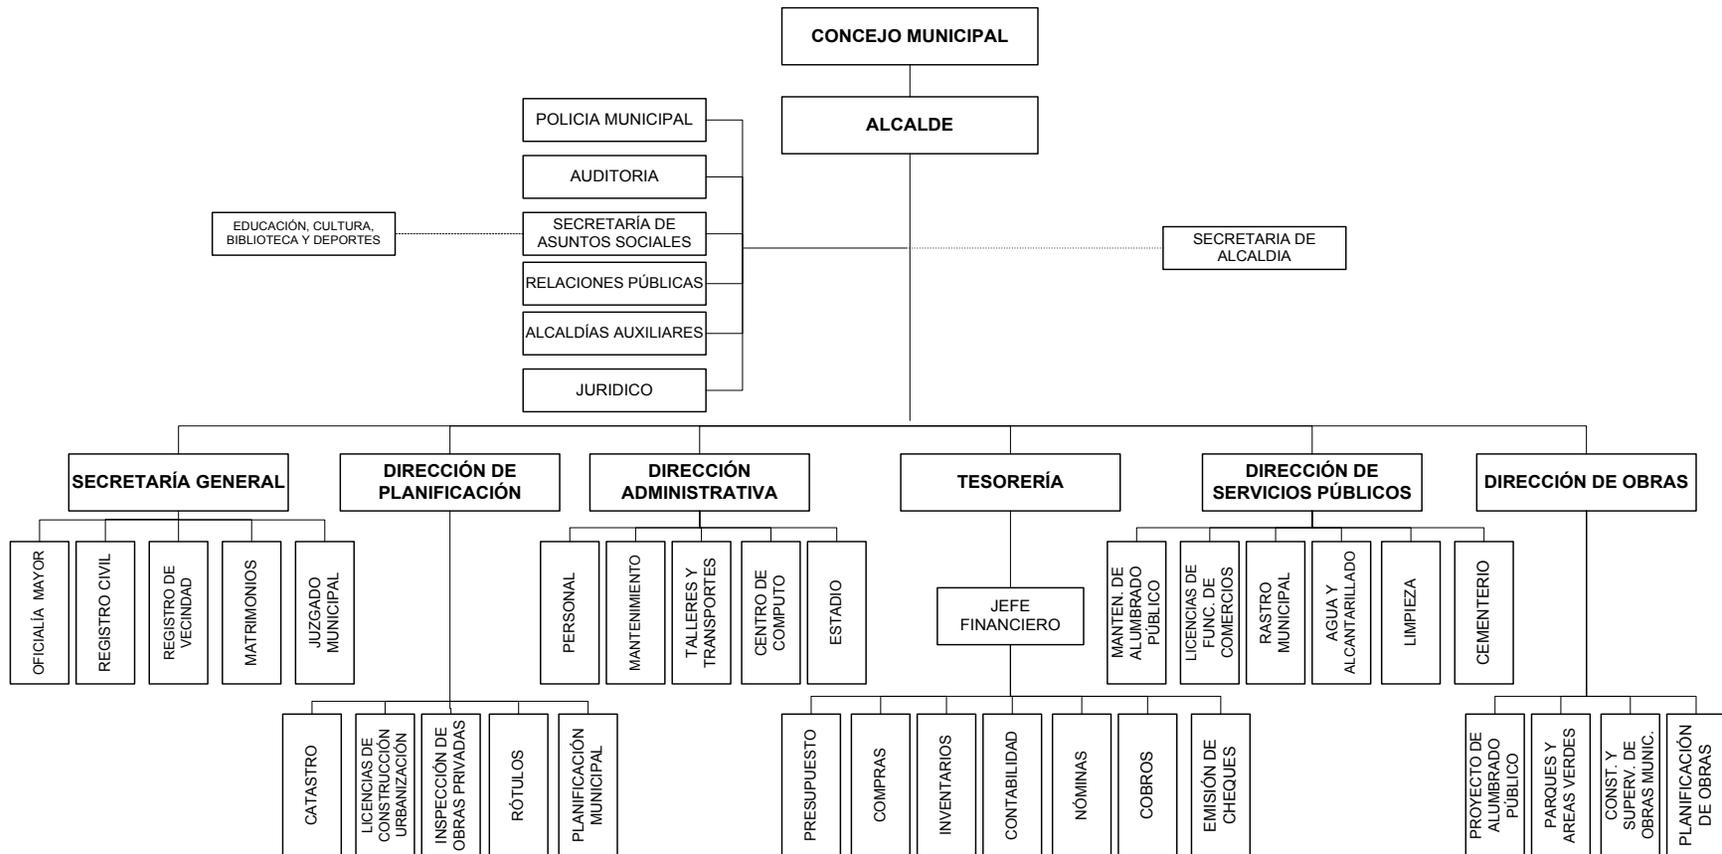 CONCEJO MUNICIPAL
ALCALDE
POLICIA MUNICIPAL
AUDITORIA
EDUCACIÓN, CULTURA,
BIBLIOTECA Y DEPORTES
SECRETARÍA DE
ASUNTOS SOCIALES
SECRETARIA DE
ALCALDIA
RELACIONES PÚBLICAS
ALCALDÍAS AUXILIARES
JURIDICO
SECRETARÍA GENERAL
DIRECCIÓN DE
PLANIFICACIÓN
DIRECCIÓN
ADMINISTRATIVA
TESORERÍA
DIRECCIÓN DE
SERVICIOS PÚBLICOS
DIRECCIÓN DE OBRAS
OFICIALÍA MAYOR
REGISTRO CIVIL
REGISTRO DE
VECINDAD
MATRIMONIOS
JUZGADO
MUNICIPAL
PERSONAL
MANTENIMIENTO
TALLERES Y
TRANSPORTES
CENTRO DE
COMPUTO
ESTADIO
JEFE
FINANCIERO
MANTEN. DE
ALUMBRADO
PÚBLICO
LICENCIAS DE
FUNC. DE
COMERCIOS
RASTRO
MUNICIPAL
AGUA Y
ALCANTARILLADO
LIMPIEZA
CEMENTERIO
CATASTRO
LICENCIAS DE
CONSTRUCCIÓN
URBANIZACIÓN
INSPECCIÓN DE
OBRAS PRIVADAS
RÓTULOS
PLANIFICACIÓN
MUNICIPAL
PRESUPUESTO
COMPRAS
INVENTARIOS
CONTABILIDAD
NÓMINAS
COBROS
EMISIÓN DE
CHEQUES
PROYECTO DE
ALUMBRADO
PÚBLICO
PARQUES Y
AREAS VERDES
CONST. Y
SUPERV. DE
OBRAS MUNIC.
PLANIFICACIÓN
DE OBRAS